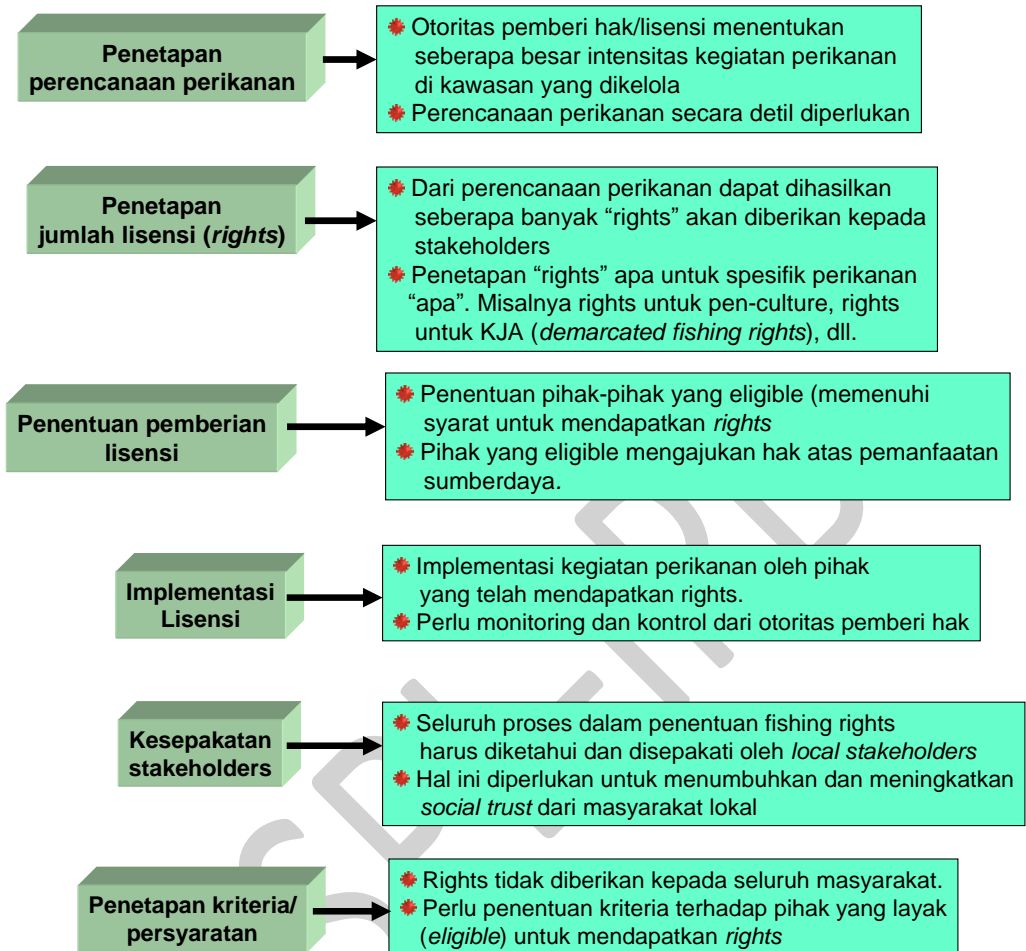 Penetapan
perencanaan perikanan
Otoritas pemberi hak/lisensi menentukan
seberapa besar intensitas kegiatan perikanan
di kawasan yang dikelola
Perencanaan perikanan secara detil diperlukan
Penetapan
jumlah lisensi (rights)
Dari perencanaan perikanan dapat dihasilkan
seberapa banyak “rights” akan diberikan kepada
stakeholders
Penetapan “rights” apa untuk spesifik perikanan
“apa”. Misalnya rights untuk pen-culture, rights
untuk KJA (demarcated fishing rights), dll.
Penentuan pemberian
lisensi
Penentuan pihak-pihak yang eligible (memenuhi
syarat untuk mendapatkan rights
Pihak yang eligible mengajukan hak atas pemanfaatan
sumberdaya.
Implementasi
Lisensi
Implementasi kegiatan perikanan oleh pihak
yang telah mendapatkan rights.
Perlu monitoring dan kontrol dari otoritas pemberi hak
Kesepakatan
stakeholders
Seluruh proses dalam penentuan fishing rights
harus diketahui dan disepakati oleh local stakeholders
Hal ini diperlukan untuk menumbuhkan dan meningkatkan
social trust dari masyarakat lokal
Penetapan kriteria/
persyaratan
Rights tidak diberikan kepada seluruh masyarakat.
Perlu penentuan kriteria terhadap pihak yang layak
(eligible) untuk mendapatkan rights